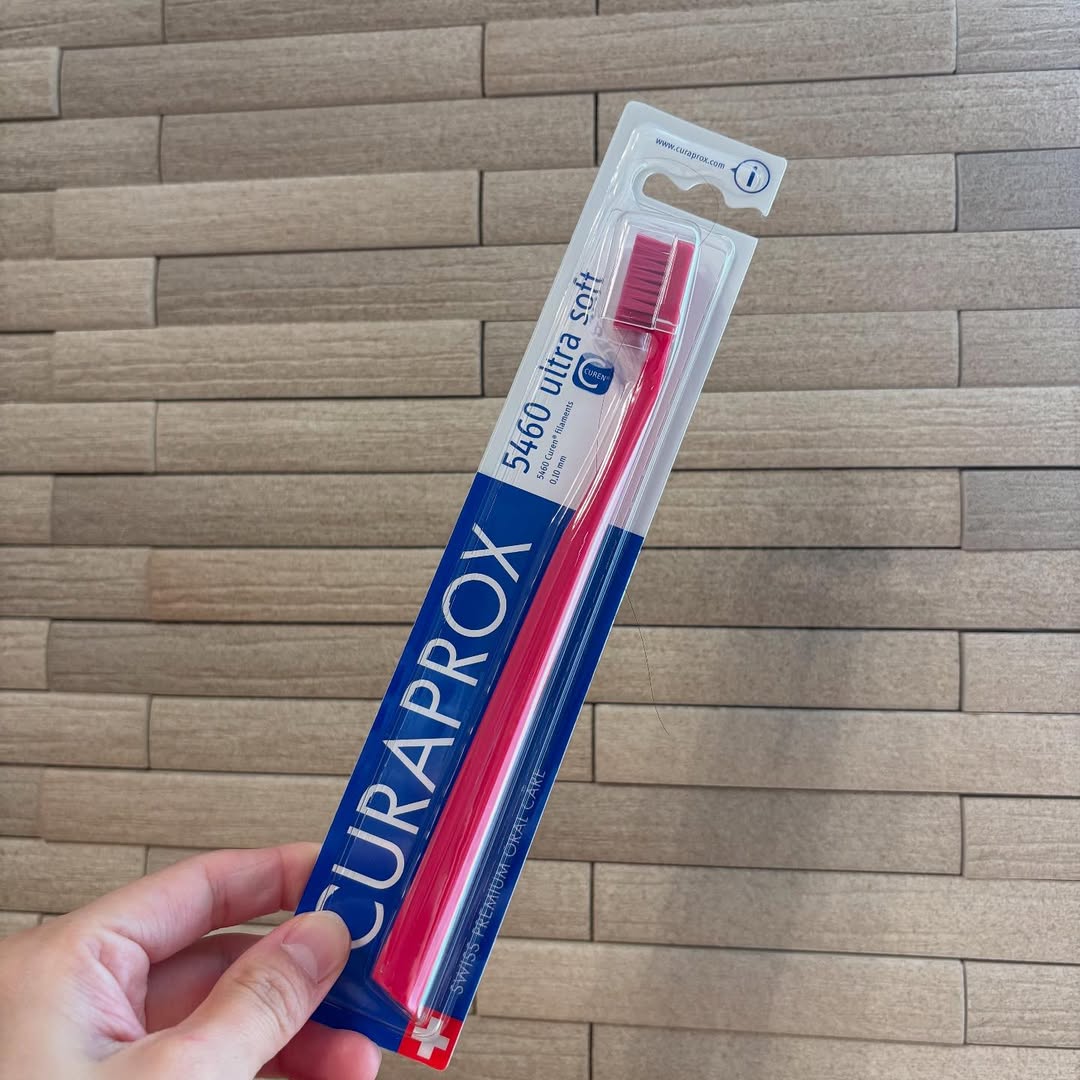 www.curaprox.com
i
5460 ultra soft
CUREN®
5460 Curen® filaments
0.10 mm
CURAPROX
SWISS PREMIUM ORAL CARE